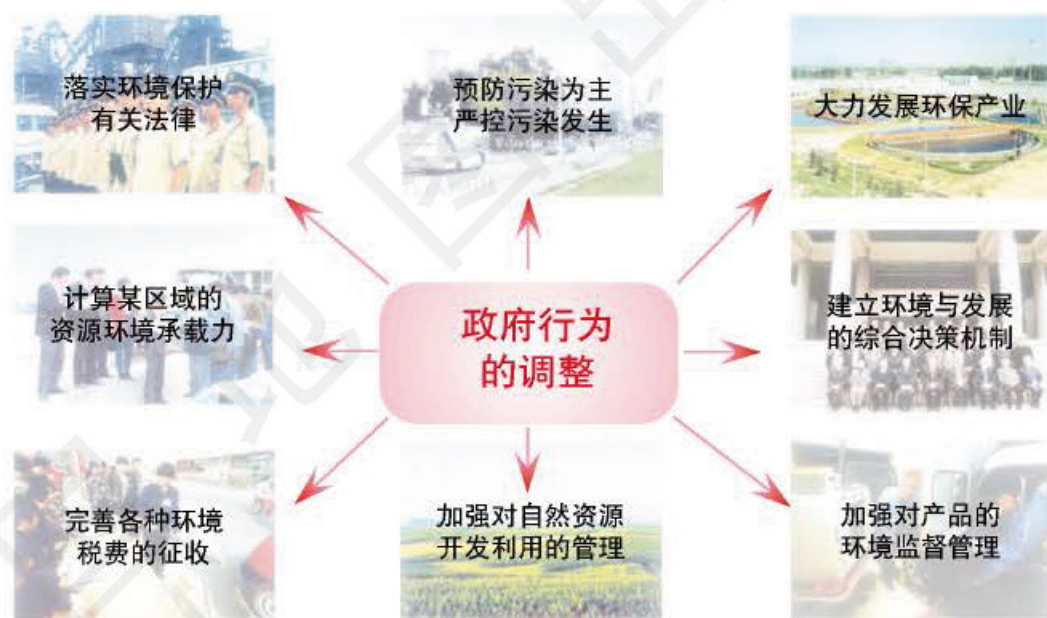 落实环境保护
有关法律
预防污染为主
严控污染发生
大力发展环保产业
计算某区域的
资源环境承载力
政府行为
的调整
建立环境与发展
的综合决策机制
完善各种环境
税费的征收
加强对自然资源
开发利用的管理
加强对产品的
环境监督管理